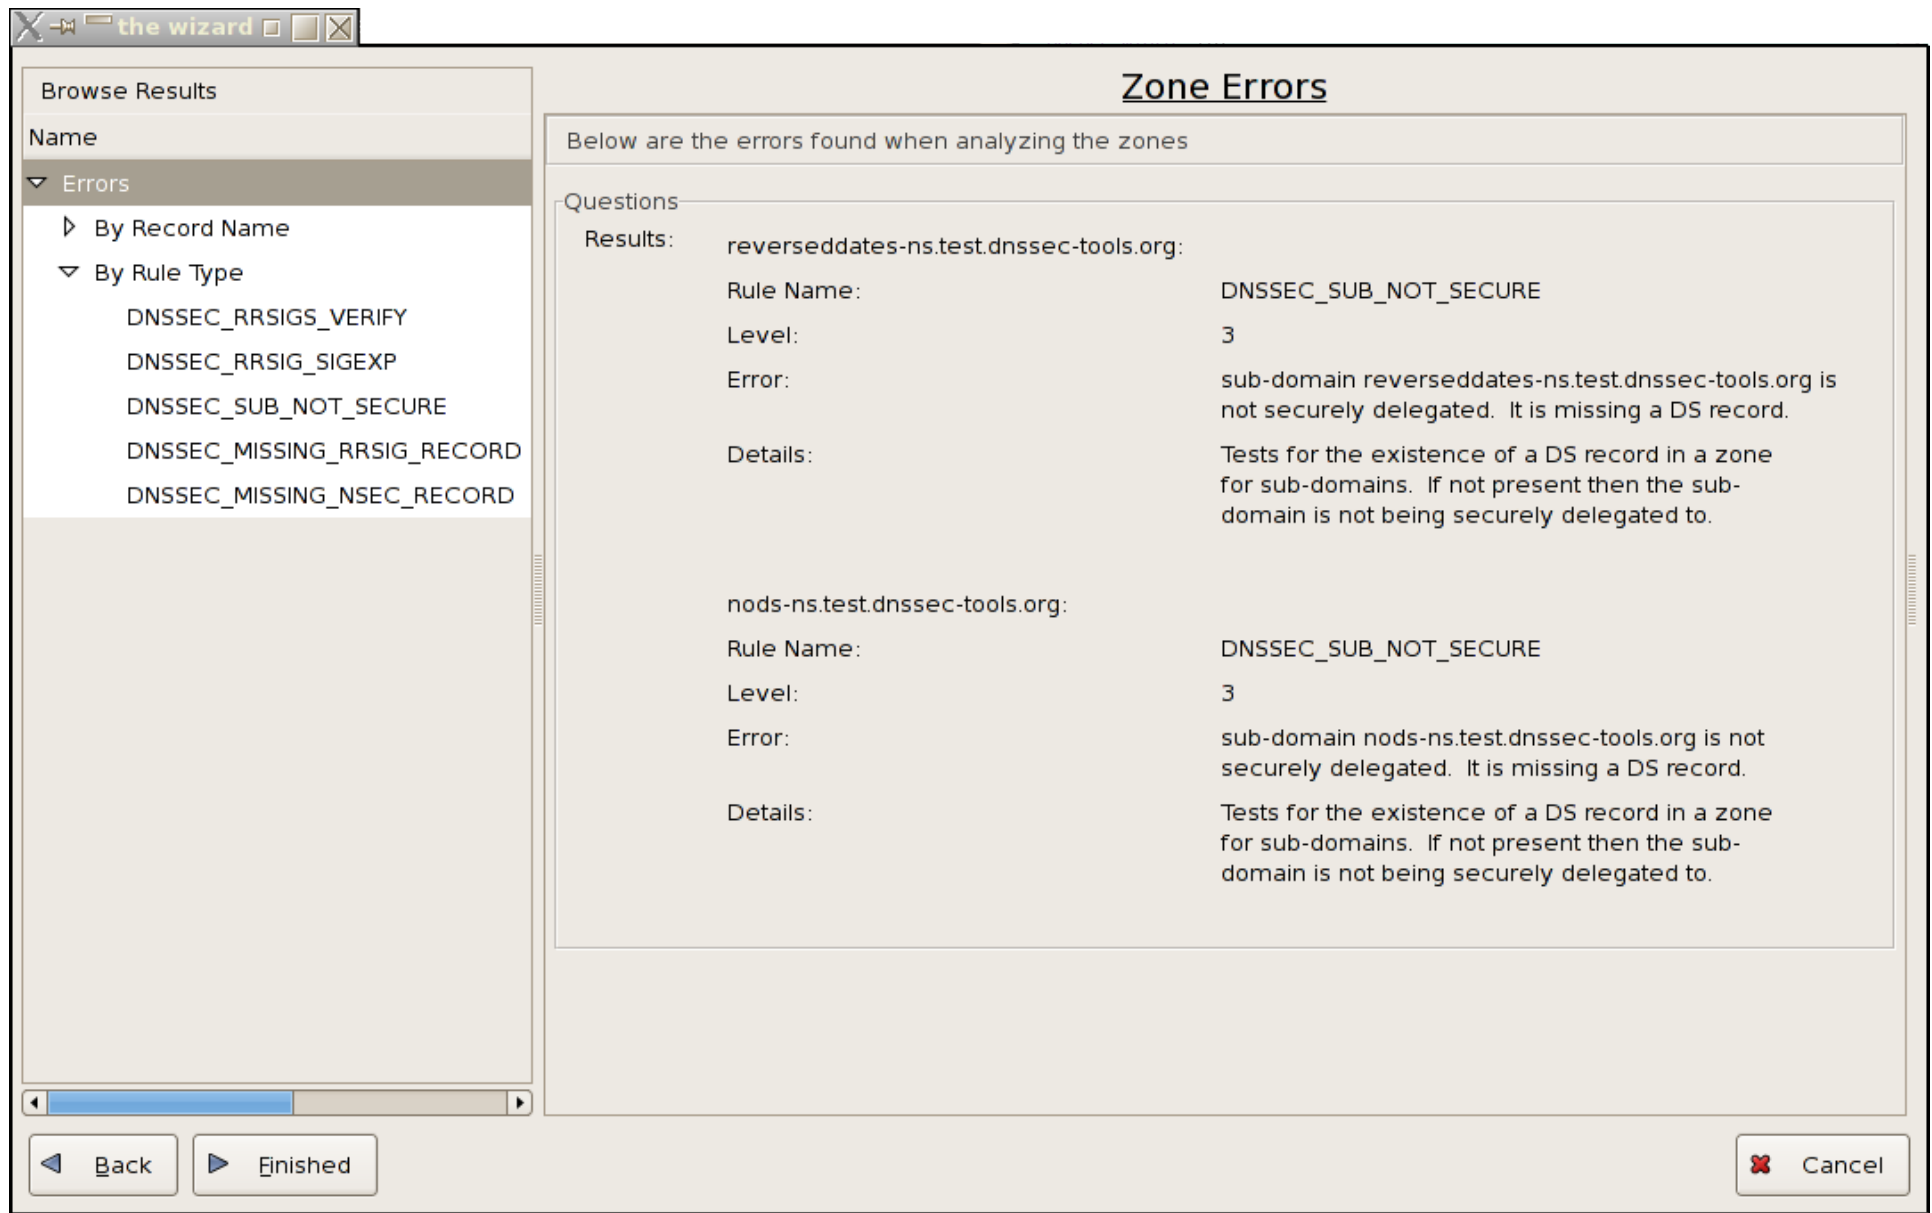 the wizard
Browse Results
Name
Errors
By Record Name
By Rule Type
DNSSEC_RRSIGS_VERIFY
DNSSEC_RRSIG_SIGEXP
DNSSEC_SUB_NOT_SECURE
DNSSEC_MISSING_RRSIG_RECORD
DNSSEC_MISSING_NSEC_RECORD
Zone Errors
Below are the errors found when analyzing the zones
Questions
Results:
reverseddates-ns.test.dnssec-tools.org:
Rule Name: DNSSEC_SUB_NOT_SECURE
Level: 3
Error: sub-domain reverseddates-ns.test.dnssec-tools.org is
not securely delegated.  It is missing a DS record.
Details: Tests for the existence of a DS record in a zone
for sub-domains.  If not present then the sub-
domain is not being securely delegated to.
nods-ns.test.dnssec-tools.org:
Rule Name: DNSSEC_SUB_NOT_SECURE
Level: 3
Error: sub-domain nods-ns.test.dnssec-tools.org is not
securely delegated.  It is missing a DS record.
Details: Tests for the existence of a DS record in a zone
for sub-domains.  If not present then the sub-
domain is not being securely delegated to.
Back
Finished
Cancel